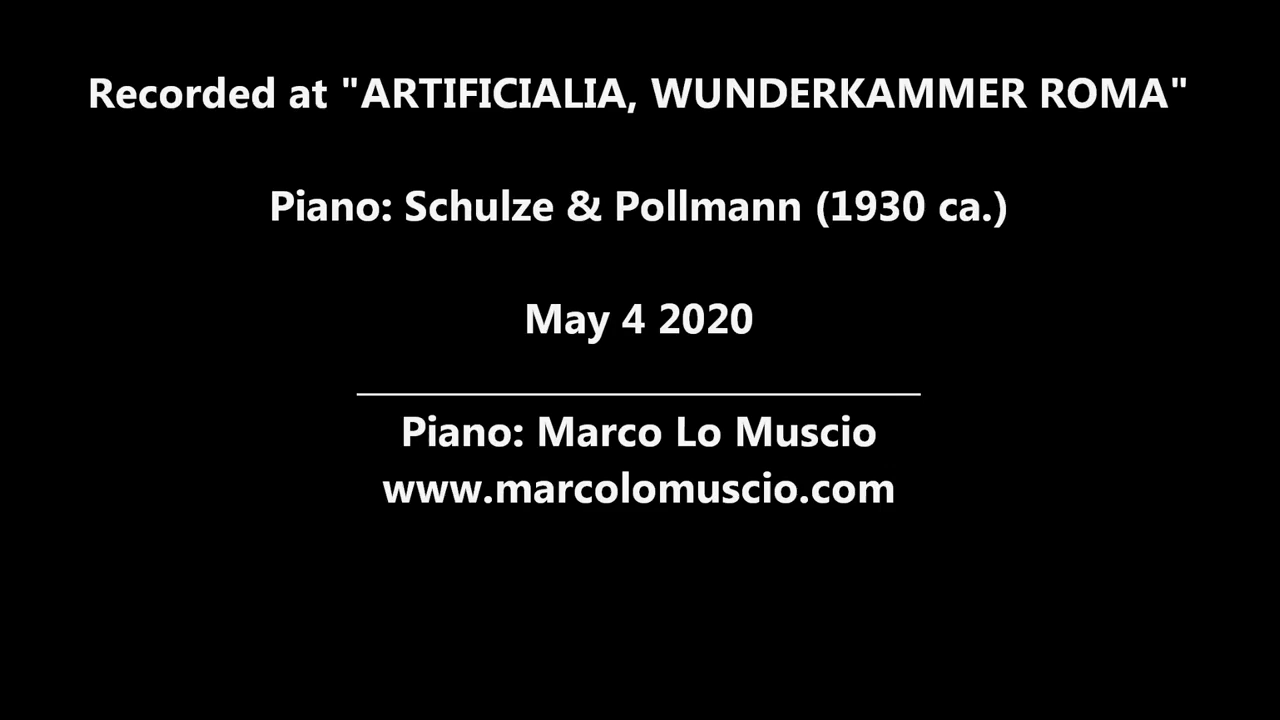 Recorded at "ARTIFICIALIA, WUNDERKAMMER ROMA"
Piano: Schulze & Pollmann (1930 ca.)
May 4 2020
Piano: Marco Lo Muscio
www.marcolomuscio.com